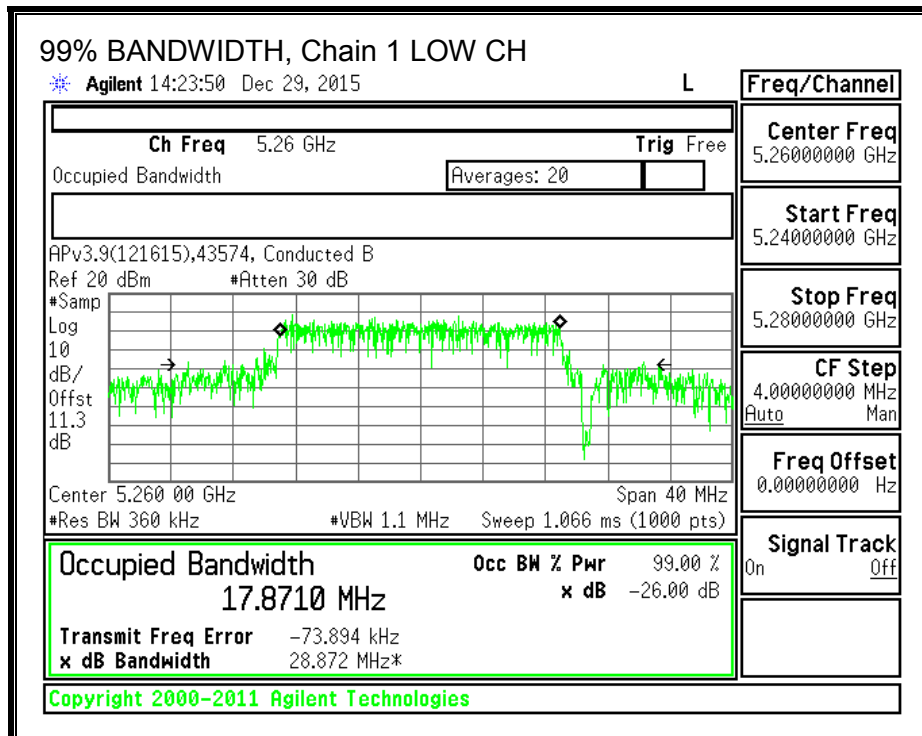 99% BANDWIDTH, Chain 1 LOW CH
Agilent 14:23:50 Dec 29, 2015 L
Freq/Channel
Ch Freq 5.26 GHz Trig Free
Occupied Bandwidth Averages: 20
APv3.9(121615),43574, Conducted B
Ref 20 dBm #Atten 30 dB
#Samp
Log
10
dB/
Offst
11.3
dB
Center 5.260 00 GHz Span 40 MHz
#Res BW 360 kHz #VBW 1.1 MHz Sweep 1.066 ms (1000 pts)
Occupied Bandwidth Occ BW % Pwr 99.00 %
17.8710 MHz x dB -26.00 dB
Transmit Freq Error -73.894 kHz
x dB Bandwidth 28.872 MHz*
Copyright 2000-2011 Agilent Technologies
Center Freq
5.26000000 GHz
Start Freq
5.24000000 GHz
Stop Freq
5.28000000 GHz
CF Step
4.00000000 MHz
Auto Man
Freq Offset
0.00000000 Hz
Signal Track
On Off